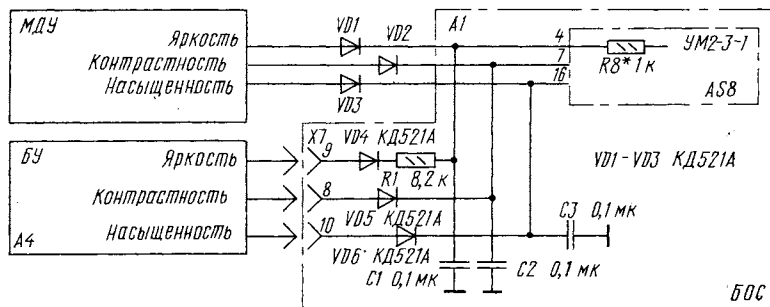 МДУ
Яркость
Контрастность
Насыщенность
VD1
VD2
VD3
A1
4
7
16
R8* 1к
УМ2-3-1
AS8
БУ
A4
Яркость
Контрастность
Насыщенность
X7
9
8
10
VD4 КД521А
R1 8,2к
VD5 КД521А
VD6 КД521А
VD1-VD3 КД521А
C3 0,1 мк
C1 0,1 мк
C2 0,1 мк
БОС